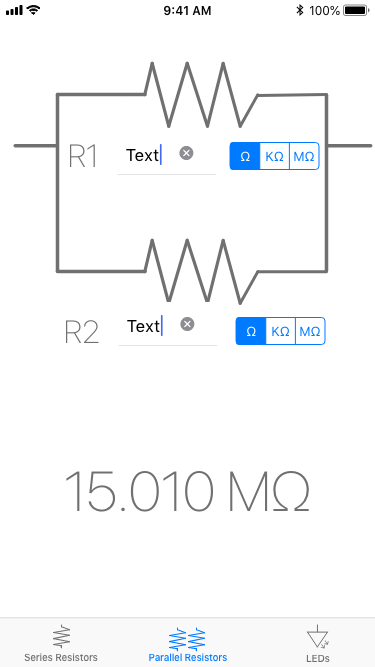 9:41 AM 100%
R1 Text Ω KΩ MΩ
R2 Text Ω KΩ MΩ
15.010 MΩ
Series Resistors Parallel Resistors LEDs